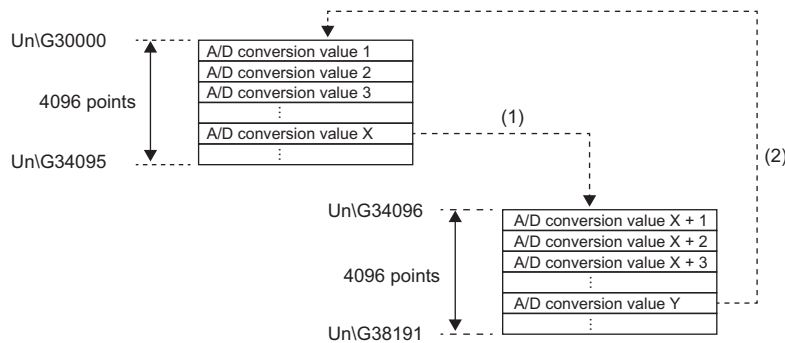 Un\G30000
A/D conversion value 1
A/D conversion value 2
A/D conversion value 3
⋮
4096 points
A/D conversion value X
⋮
Un\G34095
(1)
(2)
Un\G34096
A/D conversion value X + 1
A/D conversion value X + 2
A/D conversion value X + 3
⋮
4096 points
A/D conversion value Y
⋮
Un\G38191